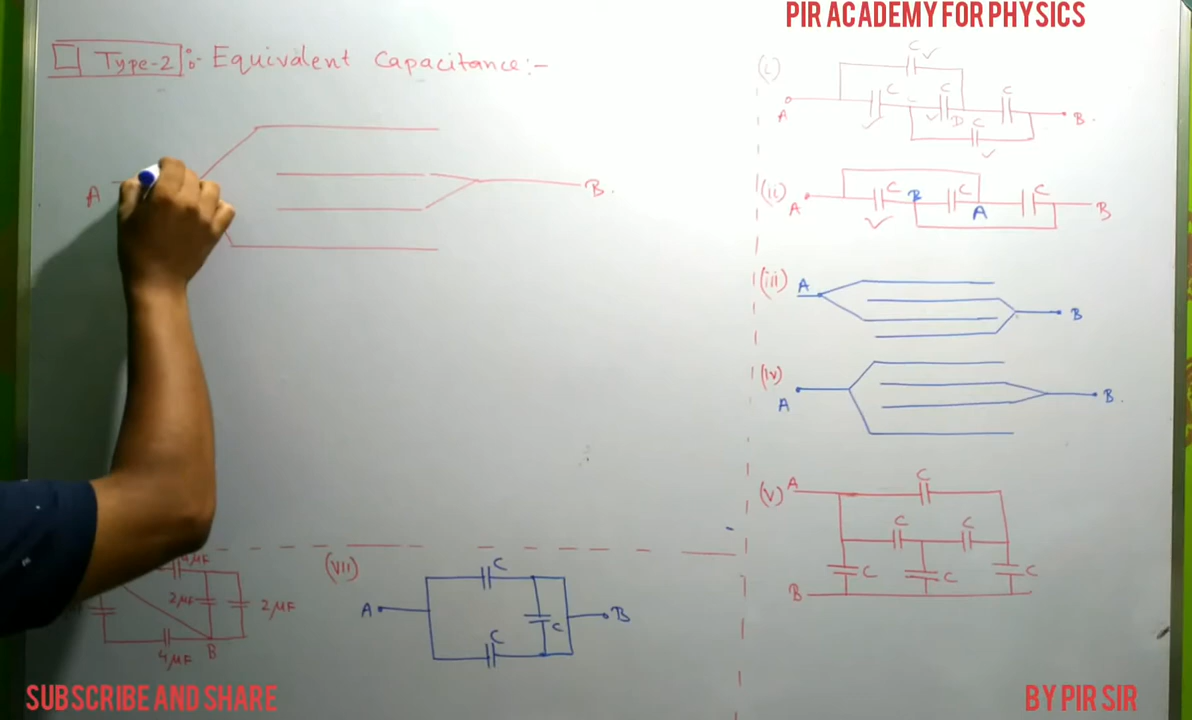 PIR ACADEMY FOR PHYSICS
Type-2 :- Equivalent Capacitance:-
A
B.
(i)
C
C
C
C
A
D
C
B.
(ii)
C
B
C
C
A
A
B
(iii)
A
B
(iv)
A
B.
(v)
A
C
C
C
C
C
C
B
4μF
2μF
2μF
4μF
B
(VII)
C
A
C
B
C
SUBSCRIBE AND SHARE
BY PIR SIR